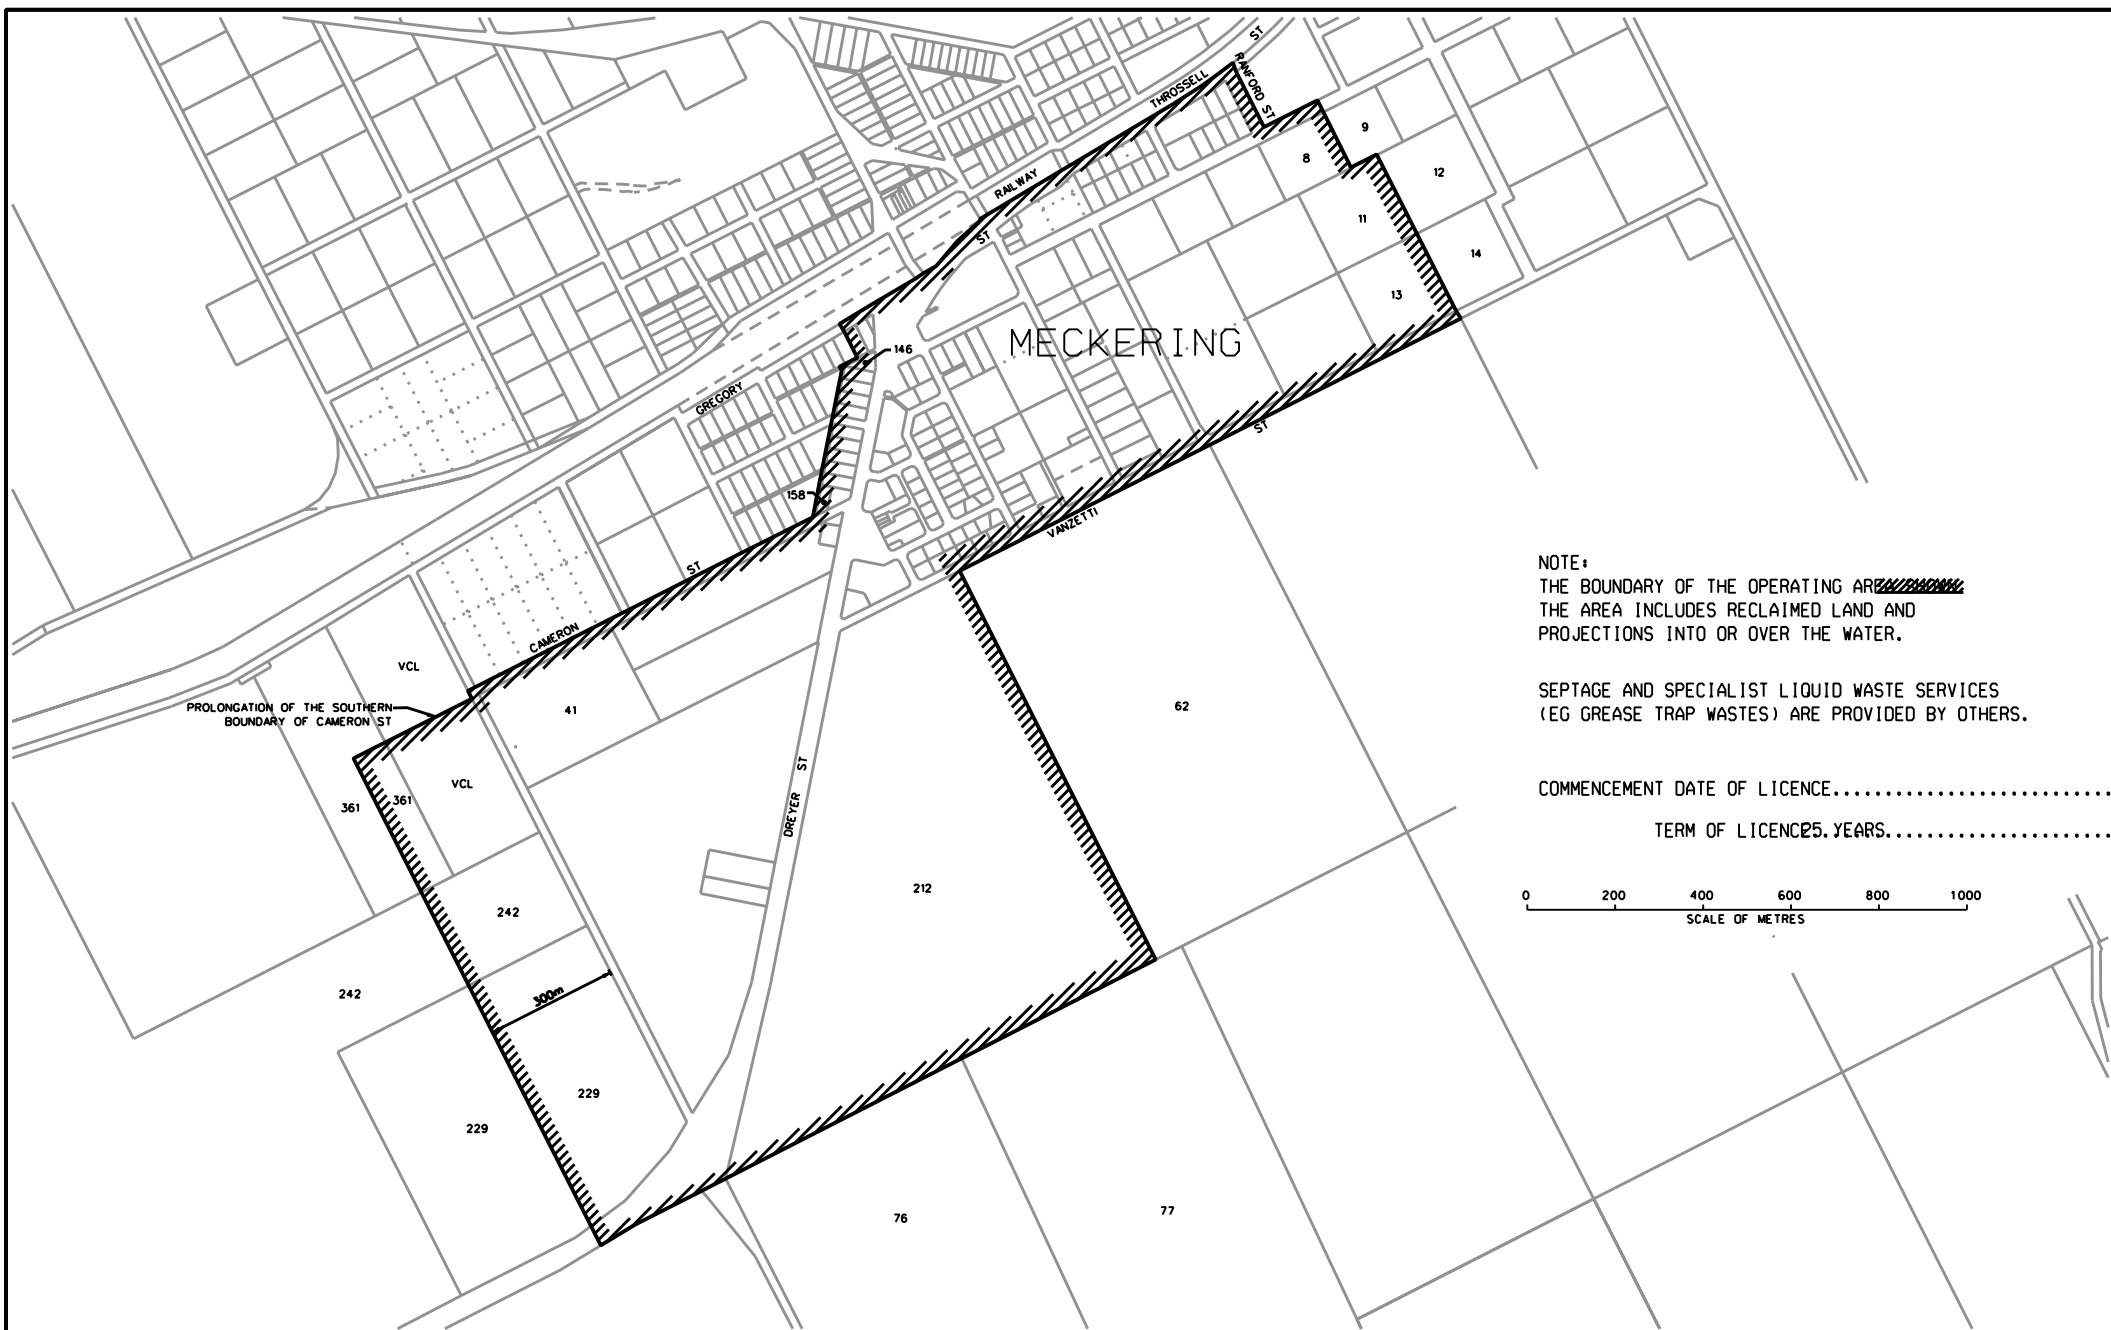 ST
THROSSELL
RANFORD ST
9
8
12
RAILWAY
11
ST
14
13
MECKERING
146
GREGORY
ST
158
VANZETTI
NOTE:
THE BOUNDARY OF THE OPERATING AREA SHOWN
THE AREA INCLUDES RECLAIMED LAND AND
PROJECTIONS INTO OR OVER THE WATER.
ST
CAMERON
VCL
SEPTAGE AND SPECIALIST LIQUID WASTE SERVICES
(EG GREASE TRAP WASTES) ARE PROVIDED BY OTHERS.
PROLONGATION OF THE SOUTHERN
BOUNDARY OF CAMERON ST
41
62
ST
DREYER
VCL
361
361
COMMENCEMENT DATE OF LICENCE...........................
TERM OF LICENCE25.YEARS......................
212
242
0 200 400 600 800 1000
SCALE OF METRES
242
300m
229
229
76
77